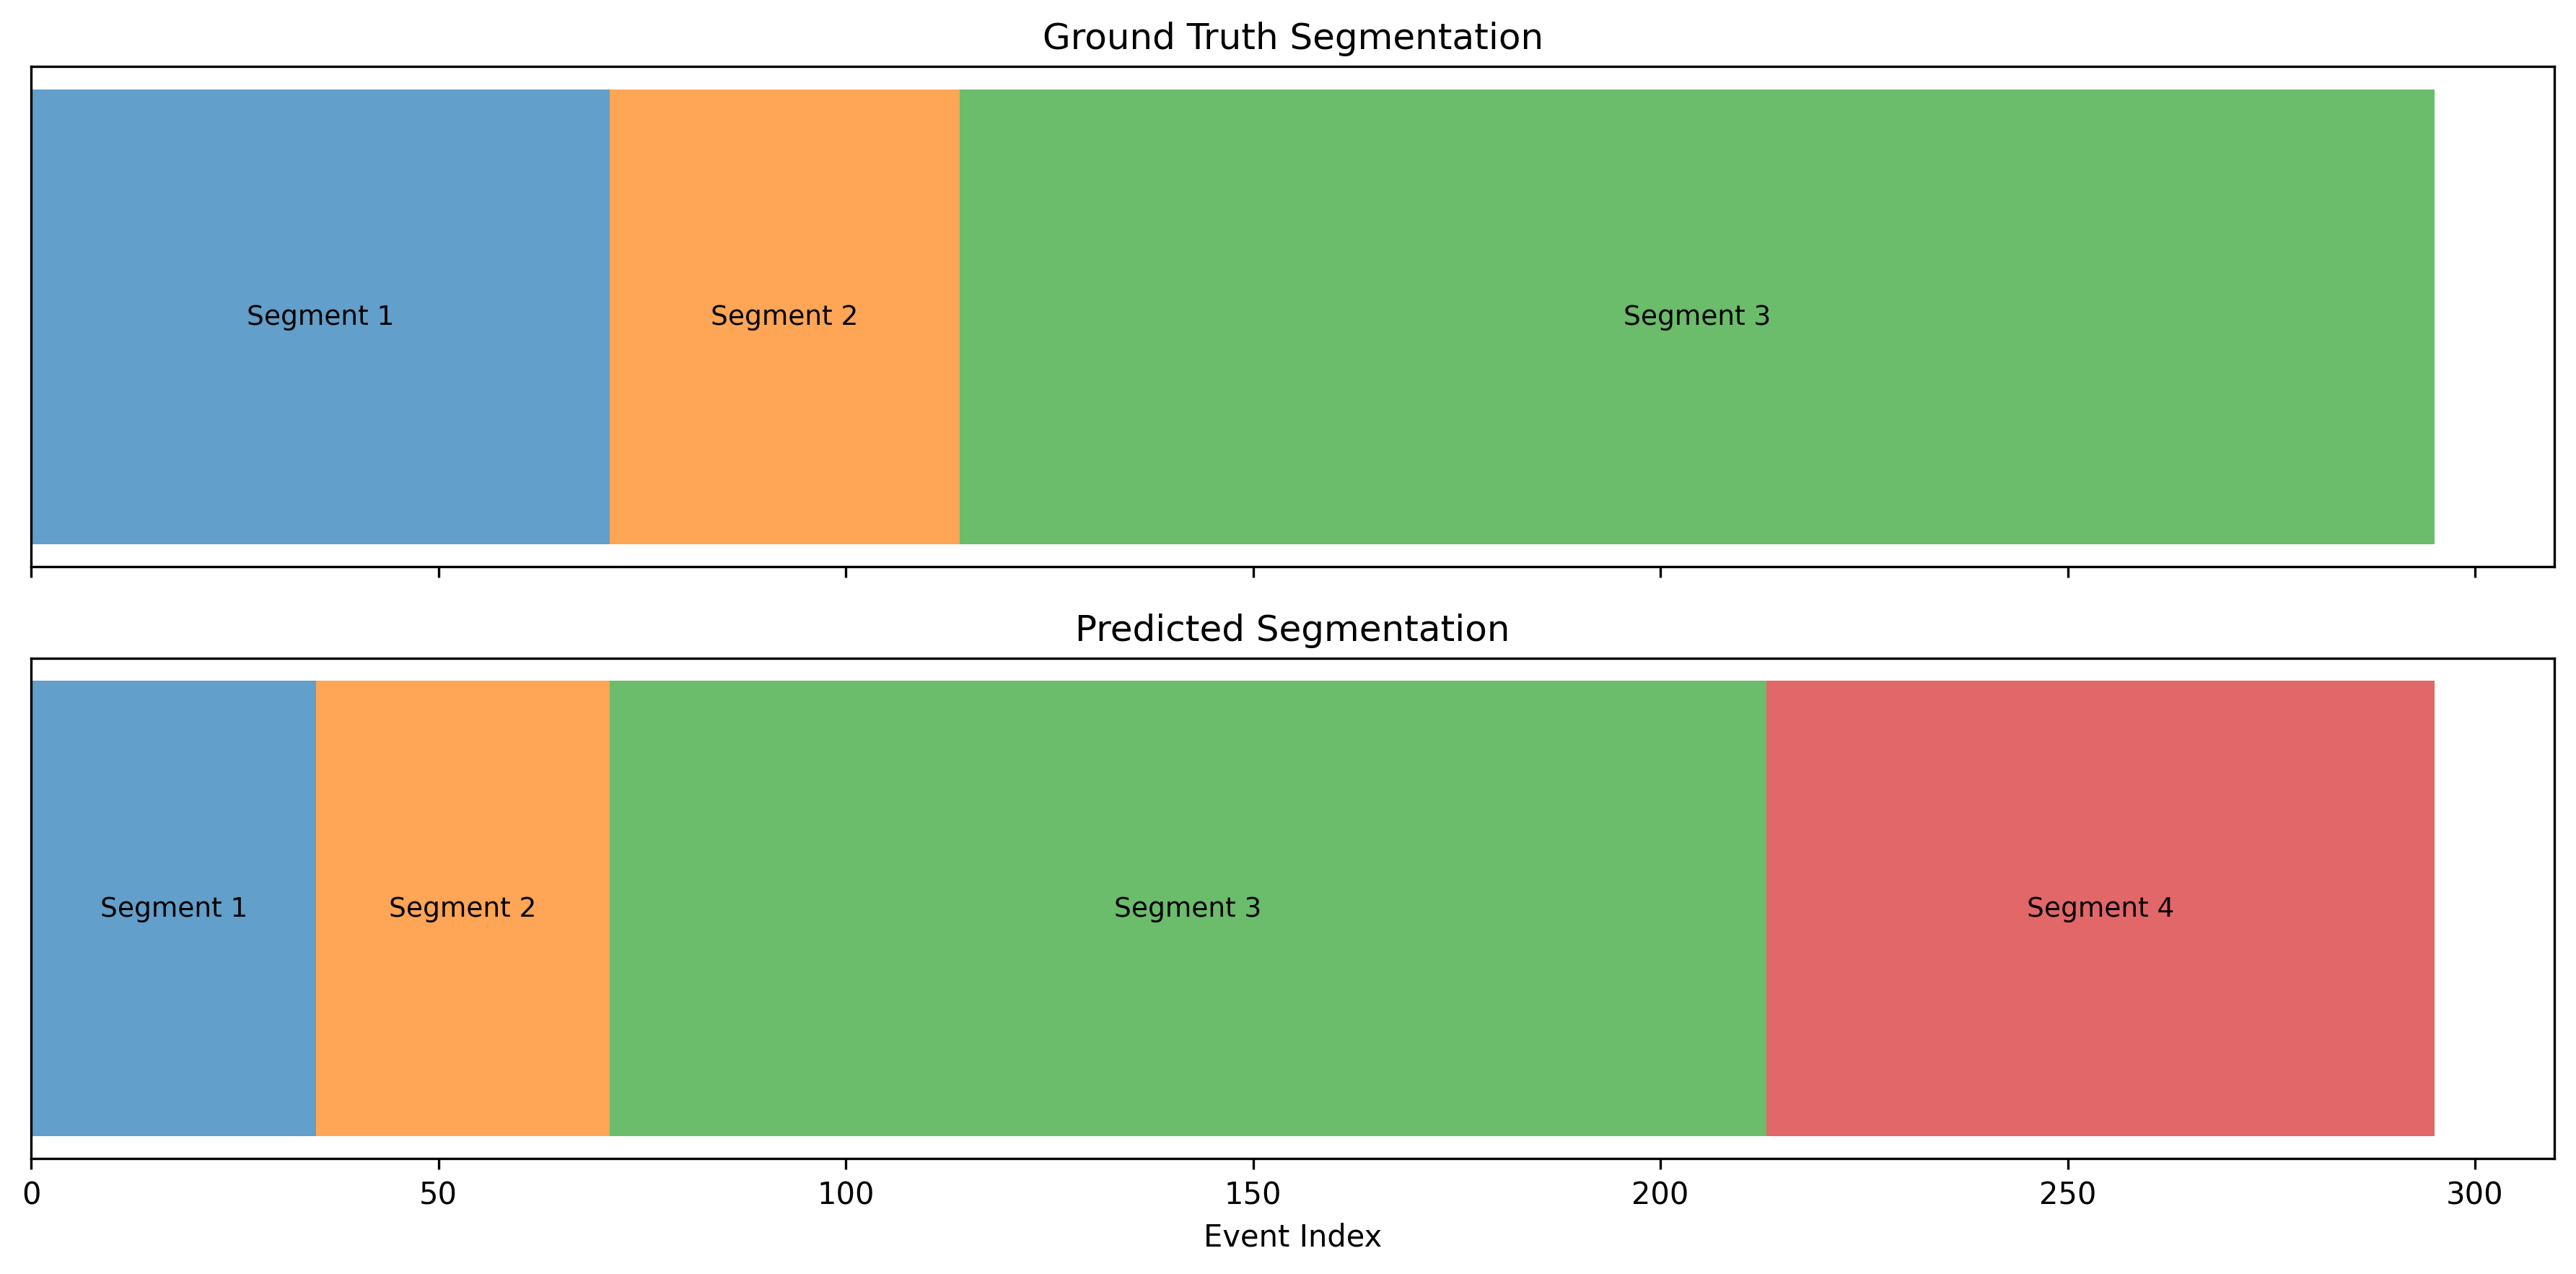 Ground Truth Segmentation
Segment 1 Segment 2 Segment 3
Predicted Segmentation
Segment 1 Segment 2 Segment 3 Segment 4
0 50 100 150 200 250 300
Event Index